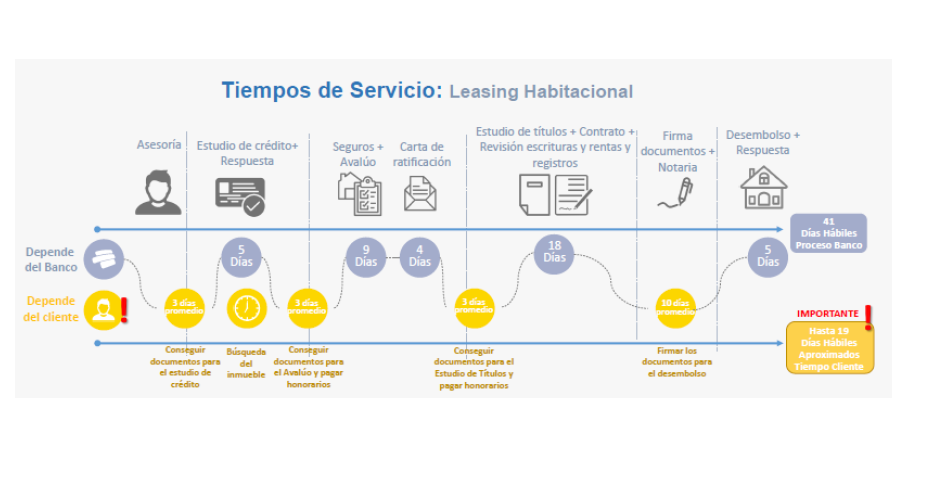 Tiempos de Servicio: Leasing Habitacional
Asesoría
Estudio de crédito+
Respuesta
Seguros +
Avalúo
Carta de
ratificación
Estudio de títulos + Contrato +
Revisión escrituras y rentas y
registros
Firma
documentos +
Notaria
Desembolso +
Respuesta
41
Días Hábiles
Proceso Banco
Depende
del Banco
5
Días
9
Días
4
Días
18
Días
5
Días
Depende
del cliente
!
3 días
promedio
3 días
promedio
3 días
promedio
10 días
promedio
IMPORTANTE !
Hasta 19
Días Hábiles
Aproximados
Tiempo Cliente
Conseguir
documentos para
el estudio de
crédito
Búsqueda
del
inmueble
Conseguir
documentos para
el Avalúo y pagar
honorarios
Conseguir
documentos para el
Estudio de Títulos y
pagar honorarios
Firmar los
documentos para
el desembolso